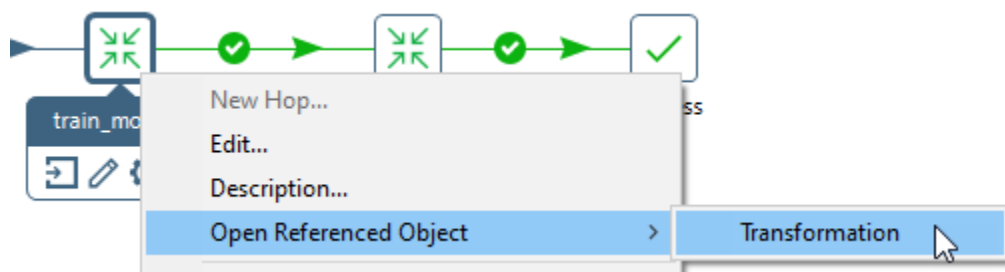 New Hop...
ss
train_mo
Edit...
Description...
Open Referenced Object
Transformation